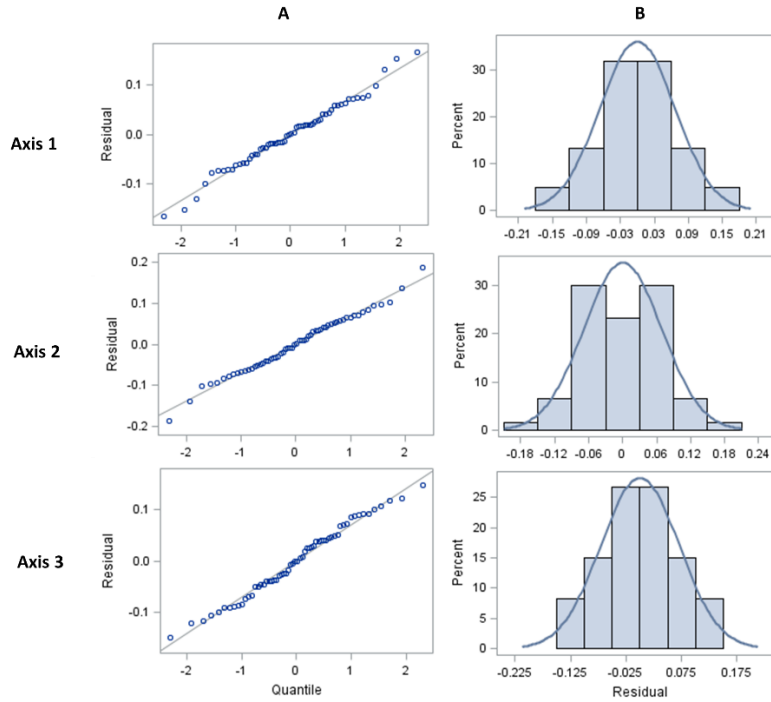 A B
Axis 1
Residual
0.1
0.0
-0.1
-2 -1 0 1 2
Percent
30
20
10
0
-0.21 -0.15 -0.09 -0.03 0.03 0.09 0.15 0.21
Axis 2
Residual
0.2
0.1
0.0
-0.1
-0.2
-2 -1 0 1 2
Percent
30
20
10
0
-0.18 -0.12 -0.06 0 0.06 0.12 0.18 0.24
Axis 3
Residual
0.1
0.0
-0.1
-2 -1 0 1 2
Quantile
Percent
25
20
15
10
5
0
-0.225 -0.125 -0.025 0.075 0.175
Residual